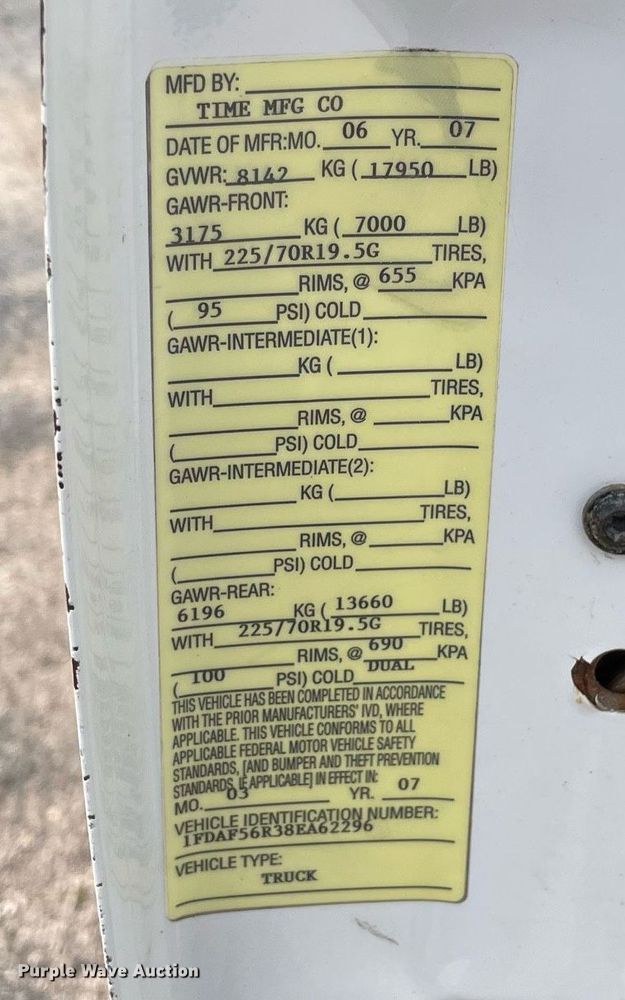 MFD BY:
TIME MFG CO
DATE OF MFR:MO. 06 YR. 07
GVWR: 8142 KG ( 17950 LB)
GAWR-FRONT:
3175 KG ( 7000 LB)
WITH 225/70R19.5G TIRES,
RIMS, @ 655 KPA
( 95 PSI) COLD
GAWR-INTERMEDIATE(1):
KG ( LB)
WITH TIRES,
RIMS, @ KPA
( PSI) COLD
GAWR-INTERMEDIATE(2):
KG ( LB)
WITH TIRES,
RIMS, @ KPA
( PSI) COLD
GAWR-REAR:
6196 KG ( 13660 LB)
WITH 225/70R19.5G TIRES,
RIMS, @ 690 KPA
( 100 PSI) COLD DUAL
THIS VEHICLE HAS BEEN COMPLETED IN ACCORDANCE
WITH THE PRIOR MANUFACTURERS' IVD, WHERE
APPLICABLE. THIS VEHICLE CONFORMS TO ALL
APPLICABLE FEDERAL MOTOR VEHICLE SAFETY
STANDARDS, [AND BUMPER AND THEFT PREVENTION
STANDARDS, IF APPLICABLE] IN EFFECT IN:
MO. 03 YR. 07
VEHICLE IDENTIFICATION NUMBER:
1FDAF56R38EA62296
VEHICLE TYPE:
TRUCK
Purple Wave Auction